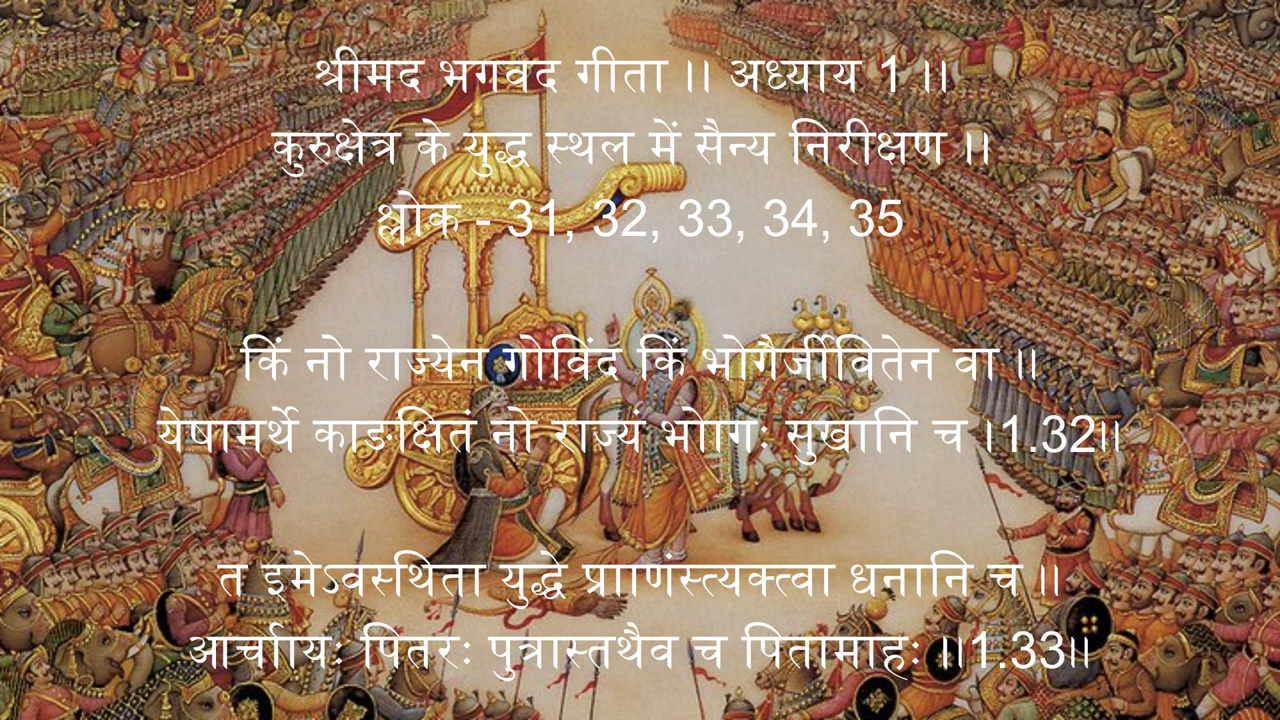 श्रीमद भगवद गीता ।। अध्याय 1 ।।
कुरुक्षेत्र के युद्ध स्थल में सैन्य निरीक्षण ।।
श्लोक - 31, 32, 33, 34, 35
किं नो राज्येन गोविंद किं भोगैर्जीवितेन वा ॥
येषामर्थे काङक्षितं नो राज्यं भोागः सुखानि च ।1.32॥
त इमेऽवस्थिता युद्धे प्रााणंस्त्यक्त्वा धनानि च ॥
आर्चाायः पितरः पुत्रास्तथैव च पितामाहः ।।1.33॥